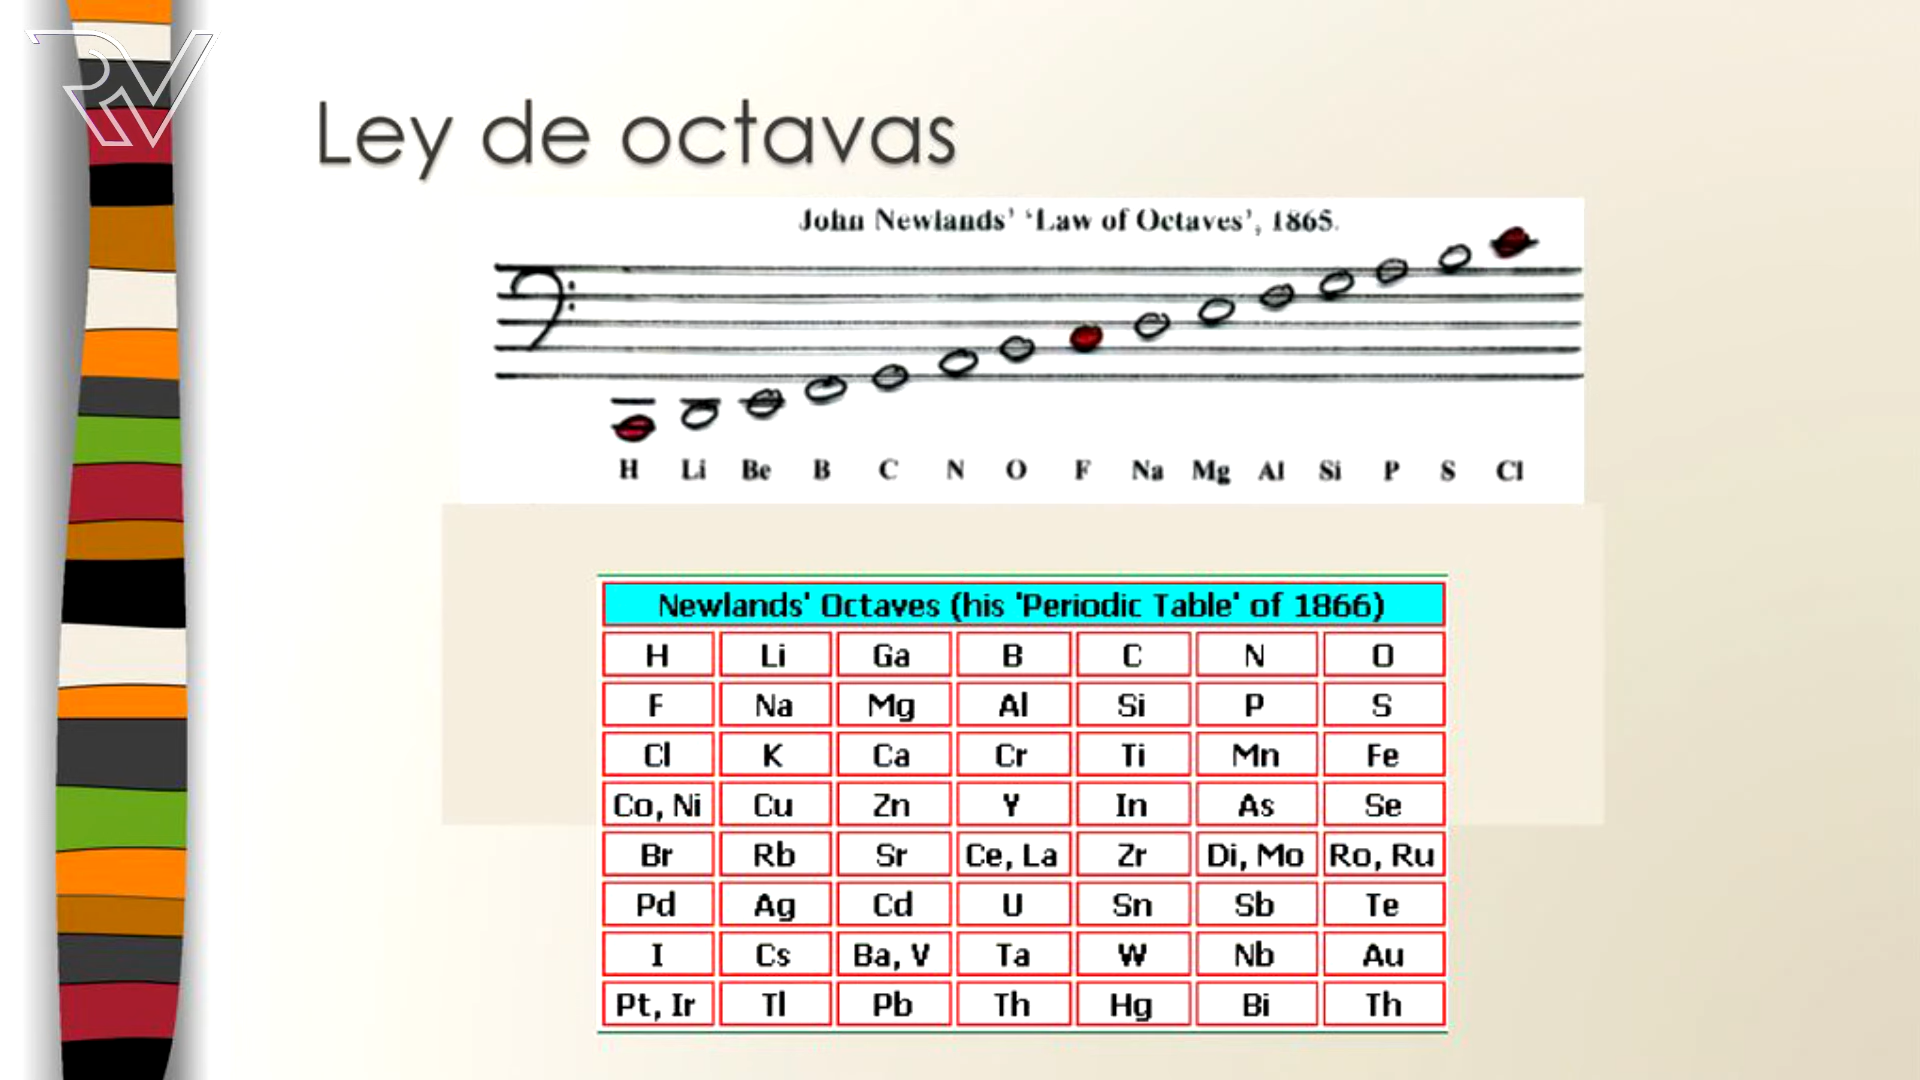 RV
Ley de octavas
John Newlands' 'Law of Octaves', 1865.
H Li Be B C N O F Na Mg Al Si P S Cl
Newlands' Octaves (his 'Periodic Table' of 1866)
H Li Ga B C N O
F Na Mg Al Si P S
Cl K Ca Cr Ti Mn Fe
Co, Ni Cu Zn Y In As Se
Br Rb Sr Ce, La Zr Di, Mo Ro, Ru
Pd Ag Cd U Sn Sb Te
I Cs Ba, V Ta W Nb Au
Pt, Ir Tl Pb Th Hg Bi Th